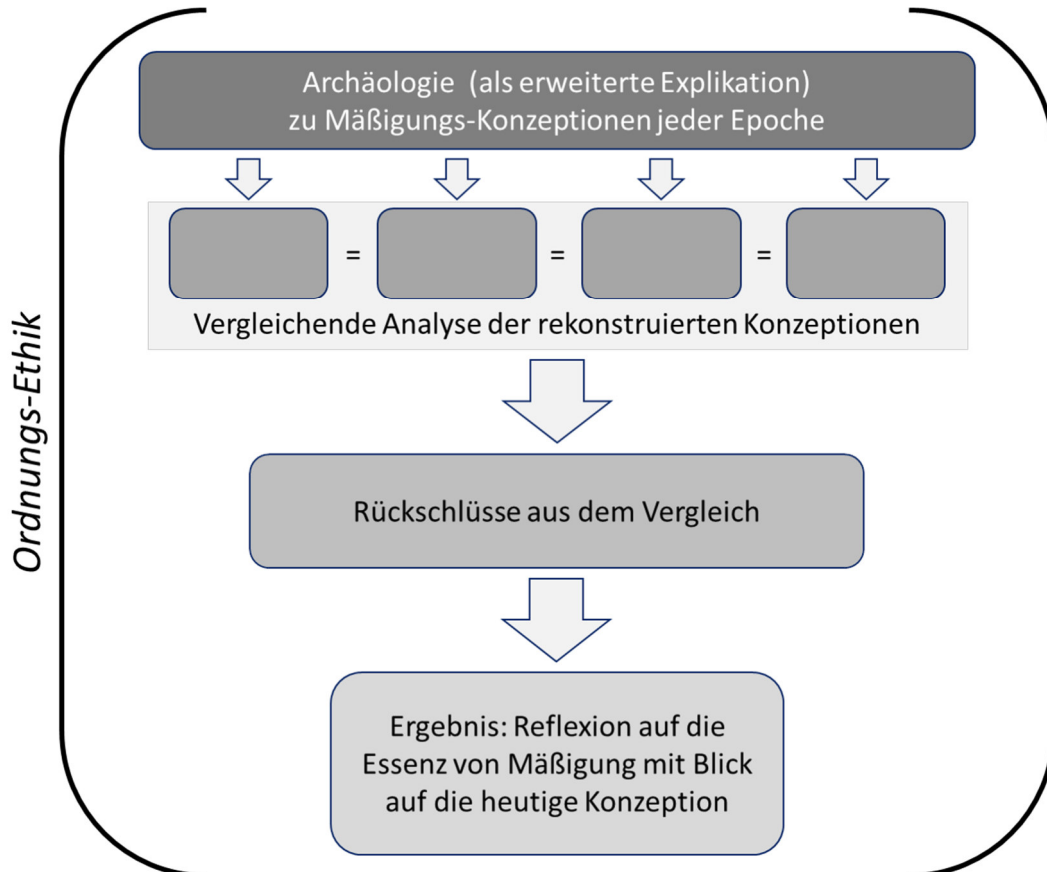 Archäologie (als erweiterte Explikation)
zu Mäßigungs-Konzeptionen jeder Epoche
= = =
Vergleichende Analyse der rekonstruierten Konzeptionen
Ordnungs-Ethik
Rückschlüsse aus dem Vergleich
Ergebnis: Reflexion auf die
Essenz von Mäßigung mit Blick
auf die heutige Konzeption